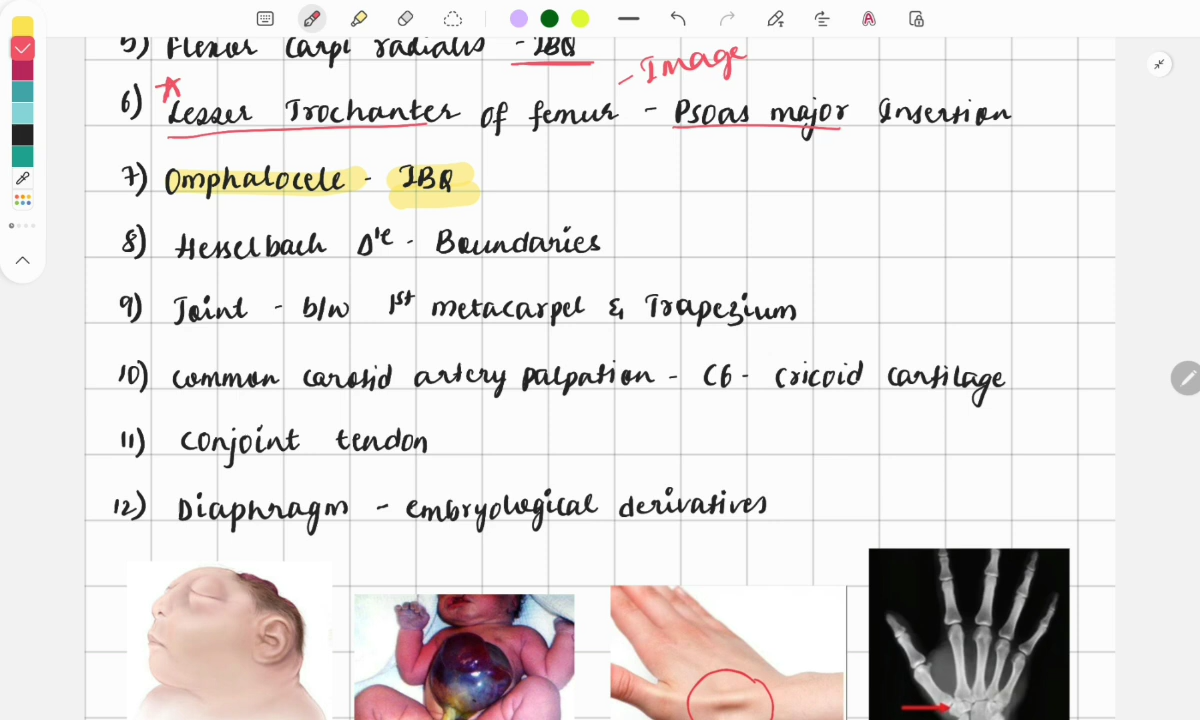 5) Flexor Carpi radialis - IBQ
- Image
6) Lesser Trochanter of femur - Psoas major Insertion
7) Omphalocele - IBQ
8) Hesselbach Δ'le - Boundaries
9) Joint - b/w 1st metacarpel & Trapezium
10) common carotid artery palpation - C6 - cricoid cartilage
11) conjoint tendon
12) Diaphragm - embryological derivatives